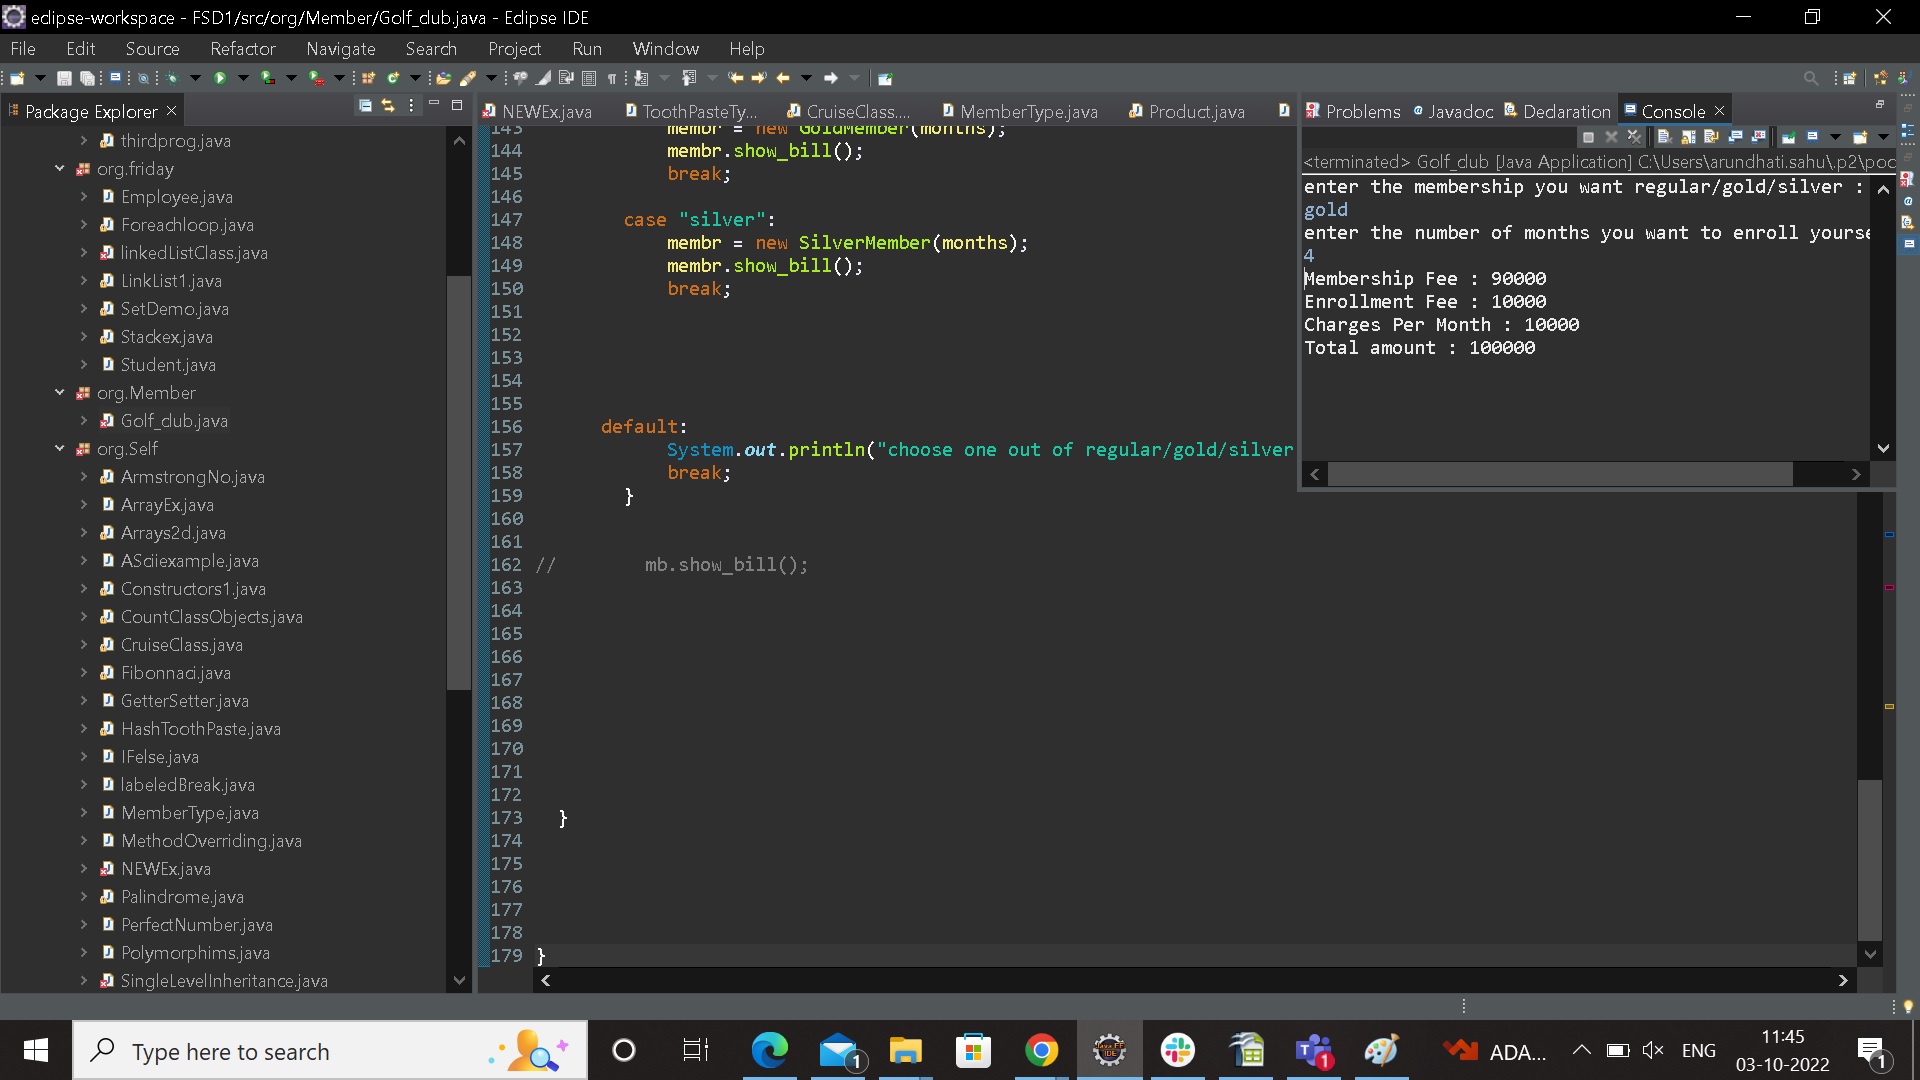 eclipse-workspace - FSD1/src/org/Member/Golf_club.java - Eclipse IDE
File Edit Source Refactor Navigate Search Project Run Window Help
Package Explorer
thirdprog.java
org.friday
Employee.java
Foreachloop.java
linkedListClass.java
LinkList1.java
SetDemo.java
Stackex.java
Student.java
org.Member
Golf_club.java
org.Self
ArmstrongNo.java
ArrayEx.java
Arrays2d.java
ASciiexample.java
Constructors1.java
CountClassObjects.java
CruiseClass.java
Fibonnaci.java
GetterSetter.java
HashToothPaste.java
IFelse.java
labeledBreak.java
MemberType.java
MethodOverriding.java
NEWEx.java
Palindrome.java
PerfectNumber.java
Polymorphims.java
SingleLevelInheritance.java
NEWEx.java ToothPasteTy... CruiseClass.... MemberType.java Product.java
143 membr = new GoldMember(months);
144 membr.show_bill();
145 break;
146
147 case "silver":
148 membr = new SilverMember(months);
149 membr.show_bill();
150 break;
151
152
153
154
155
156 default:
157 System.out.println("choose one out of regular/gold/silver
158 break;
159 }
160
161
162 // mb.show_bill();
163
164
165
166
167
168
169
170
171
172
173 }
174
175
176
177
178
179 }
Problems Javadoc Declaration Console
<terminated> Golf_club [Java Application] C:\Users\arundhati.sahu\.p2\poo
enter the membership you want regular/gold/silver :
gold
enter the number of months you want to enroll yourse
4
Membership Fee : 90000
Enrollment Fee : 10000
Charges Per Month : 10000
Total amount : 100000
Type here to search
1
1
ADA...
ENG
11:45
03-10-2022
1